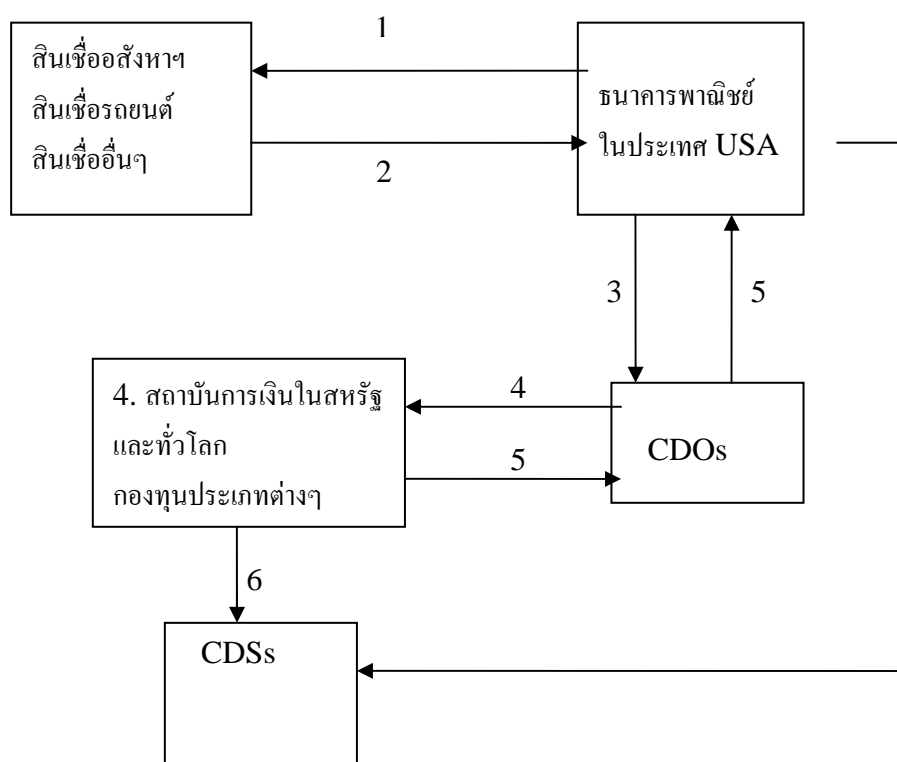 1
สินเชื่ออสังหาฯ
สินเชื่อรถยนต์
สินเชื่ออื่นๆ
ธนาคารพาณิชย์
ในประเทศ USA
2
3
5
4. สถาบันการเงินในสหรัฐ
และทั่วโลก
กองทุนประเภทต่างๆ
4
5
CDOs
6
CDSs